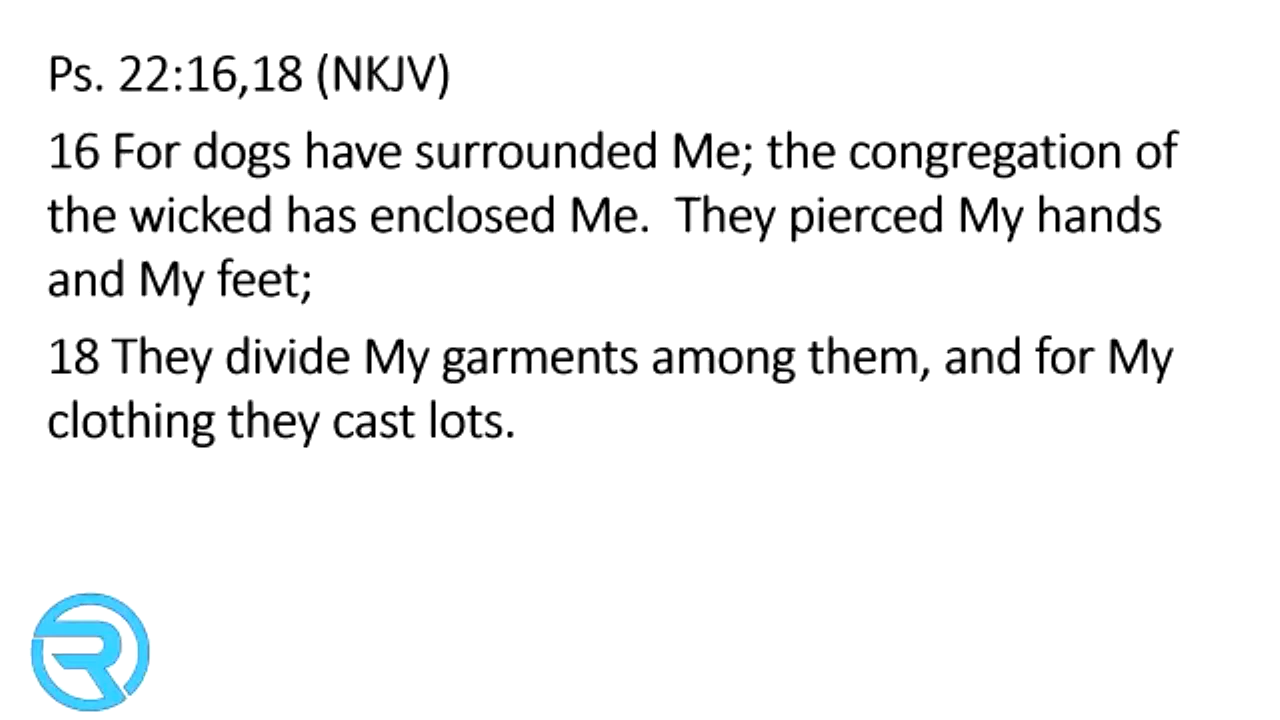 Ps. 22:16,18 (NKJV)
16 For dogs have surrounded Me; the congregation of
the wicked has enclosed Me.  They pierced My hands
and My feet;
18 They divide My garments among them, and for My
clothing they cast lots.
R